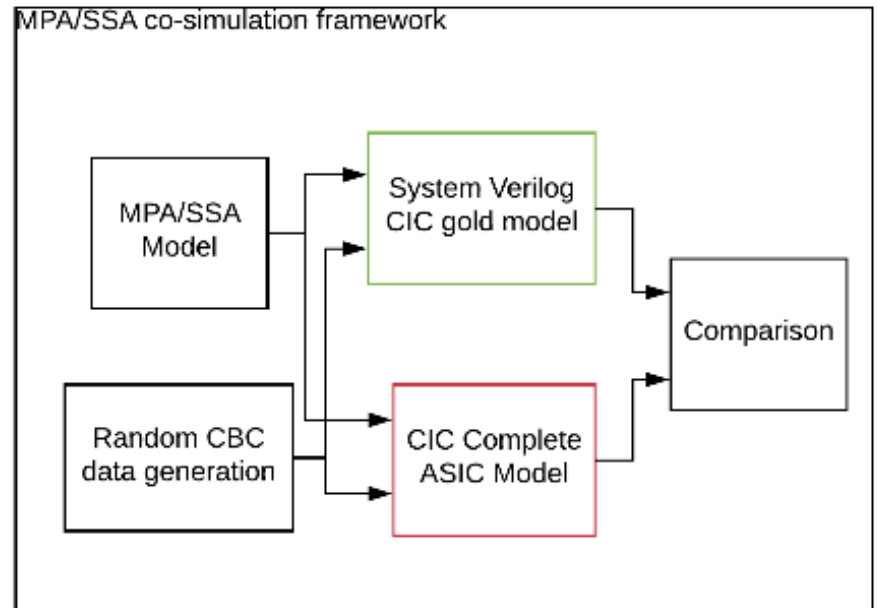 MPA/SSA co-simulation framework
MPA/SSA
Model
System Verilog
CIC gold model
Comparison
Random CBC
data generation
CIC Complete
ASIC Model